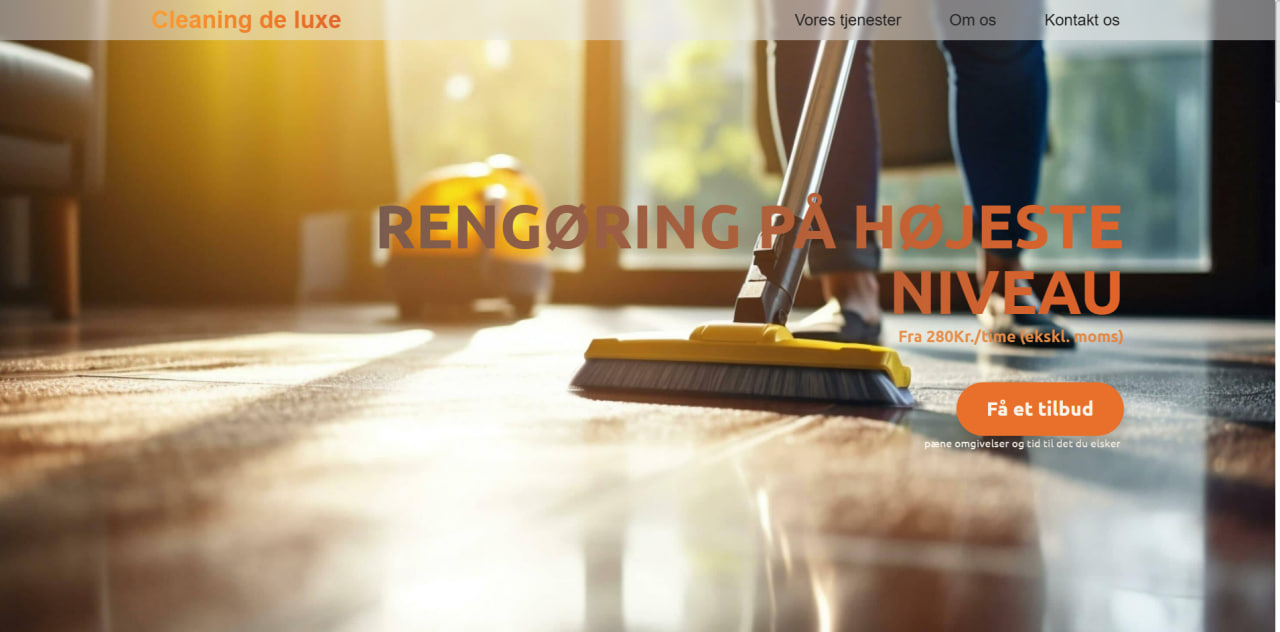 Cleaning de luxe
Vores tjenester
Om os
Kontakt os
RENGØRING PÅ HØJESTE
NIVEAU
Fra 280Kr./time (ekskl. moms)
Få et tilbud
pæne omgivelser og tid til det du elsker